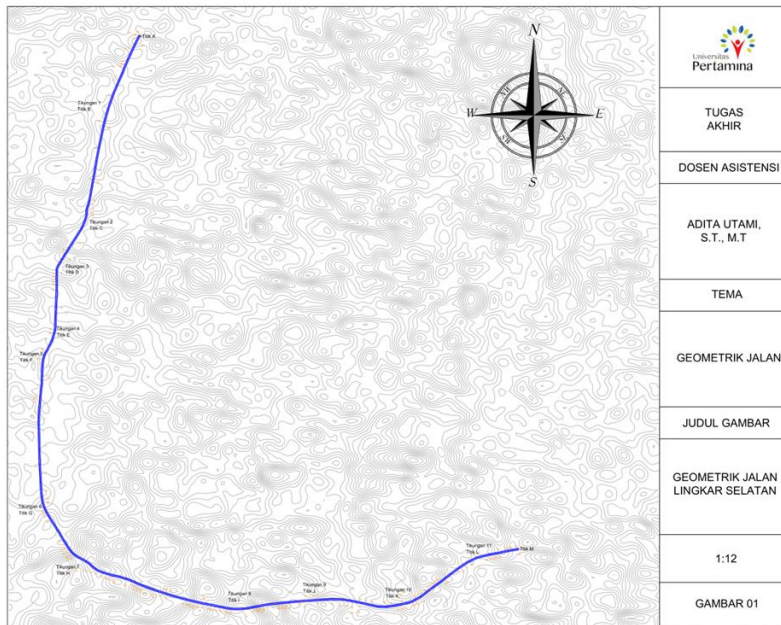 Titik A
Tikungan 1
Titik B
Tikungan 2
Titik C
Tikungan 3
Titik D
Tikungan 4
Titik E
Tikungan 5
Titik F
Tikungan 6
Titik G
Tikungan 7
Titik H
Tikungan 8
Titik I
Tikungan 9
Titik J
Tikungan 10
Titik K
Tikungan 11
Titik L
Titik M
N
W
E
S
Universitas
Pertamina
TUGAS
AKHIR
DOSEN ASISTENSI
ADITA UTAMI,
S.T., M.T
TEMA
GEOMETRIK JALAN
JUDUL GAMBAR
GEOMETRIK JALAN
LINGKAR SELATAN
1:12
GAMBAR 01